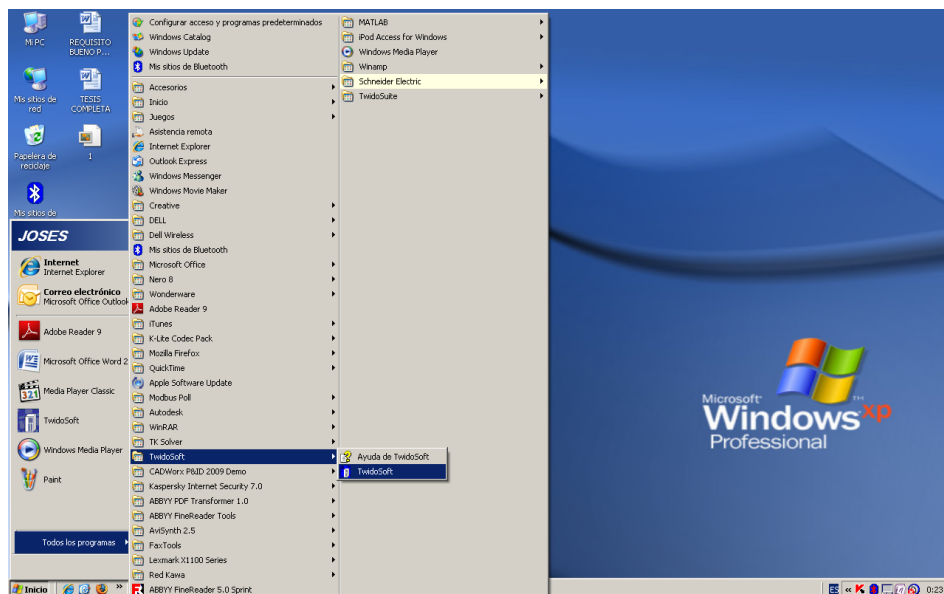 Mi PC
REQUISITO
BUENO P...
Mis sitios de
red
TESIS
COMPLETA
Papelera de
reciclaje
1
Mis sitios de
JOSES
Internet
Internet Explorer
Correo electrónico
Microsoft Office Outlook
Adobe Reader 9
Microsoft Office Word 2
Media Player Classic
TwidoSoft
Windows Media Player
Paint
Todos los programas
Configurar acceso y programas predeterminados
Windows Catalog
Windows Update
Mis sitios de Bluetooth
Accesorios
Inicio
Juegos
Asistencia remota
Internet Explorer
Outlook Express
Windows Messenger
Windows Movie Maker
Creative
DELL
Dell Wireless
Mis sitios de Bluetooth
Microsoft Office
Nero 8
Wonderware
Adobe Reader 9
iTunes
K-Lite Codec Pack
Mozilla Firefox
QuickTime
Apple Software Update
Modbus Poll
Autodesk
WinRAR
TK Solver
TwidoSoft
CADWorx P&ID 2009 Demo
Kaspersky Internet Security 7.0
ABBYY PDF Transformer 1.0
ABBYY FineReader Tools
AviSynth 2.5
FaxTools
Lexmark X1100 Series
Red Kawa
ABBYY FineReader 5.0 Sprint
MATLAB
iPod Access for Windows
Windows Media Player
Winamp
Schneider Electric
TwidoSuite
Ayuda de TwidoSoft
TwidoSoft
Microsoft
Windows xp
Professional
Inicio
»
ES
«
0:23